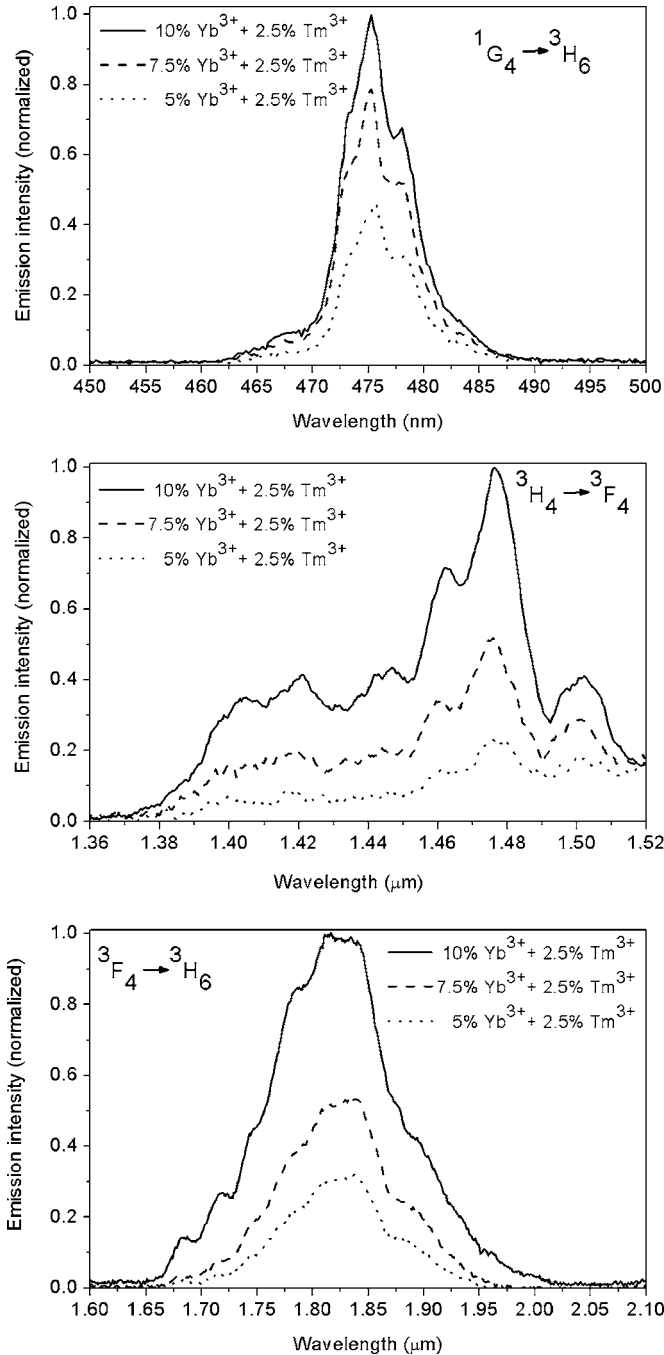 10% Yb³⁺ + 2.5% Tm³⁺
7.5% Yb³⁺ + 2.5% Tm³⁺
5% Yb³⁺ + 2.5% Tm³⁺
¹G₄ → ³H₆
Emission intensity (normalized)
1.0
0.8
0.6
0.4
0.2
0.0
450 455 460 465 470 475 480 485 490 495 500
Wavelength (nm)
10% Yb³⁺ + 2.5% Tm³⁺
7.5% Yb³⁺ + 2.5% Tm³⁺
5% Yb³⁺ + 2.5% Tm³⁺
³H₄ → ³F₄
Emission intensity (normalized)
1.0
0.8
0.6
0.4
0.2
0.0
1.36 1.38 1.40 1.42 1.44 1.46 1.48 1.50 1.52
Wavelength (μm)
³F₄ → ³H₆
10% Yb³⁺ + 2.5% Tm³⁺
7.5% Yb³⁺ + 2.5% Tm³⁺
5% Yb³⁺ + 2.5% Tm³⁺
Emission intensity (normalized)
1.0
0.8
0.6
0.4
0.2
0.0
1.60 1.65 1.70 1.75 1.80 1.85 1.90 1.95 2.00 2.05 2.10
Wavelength (μm)